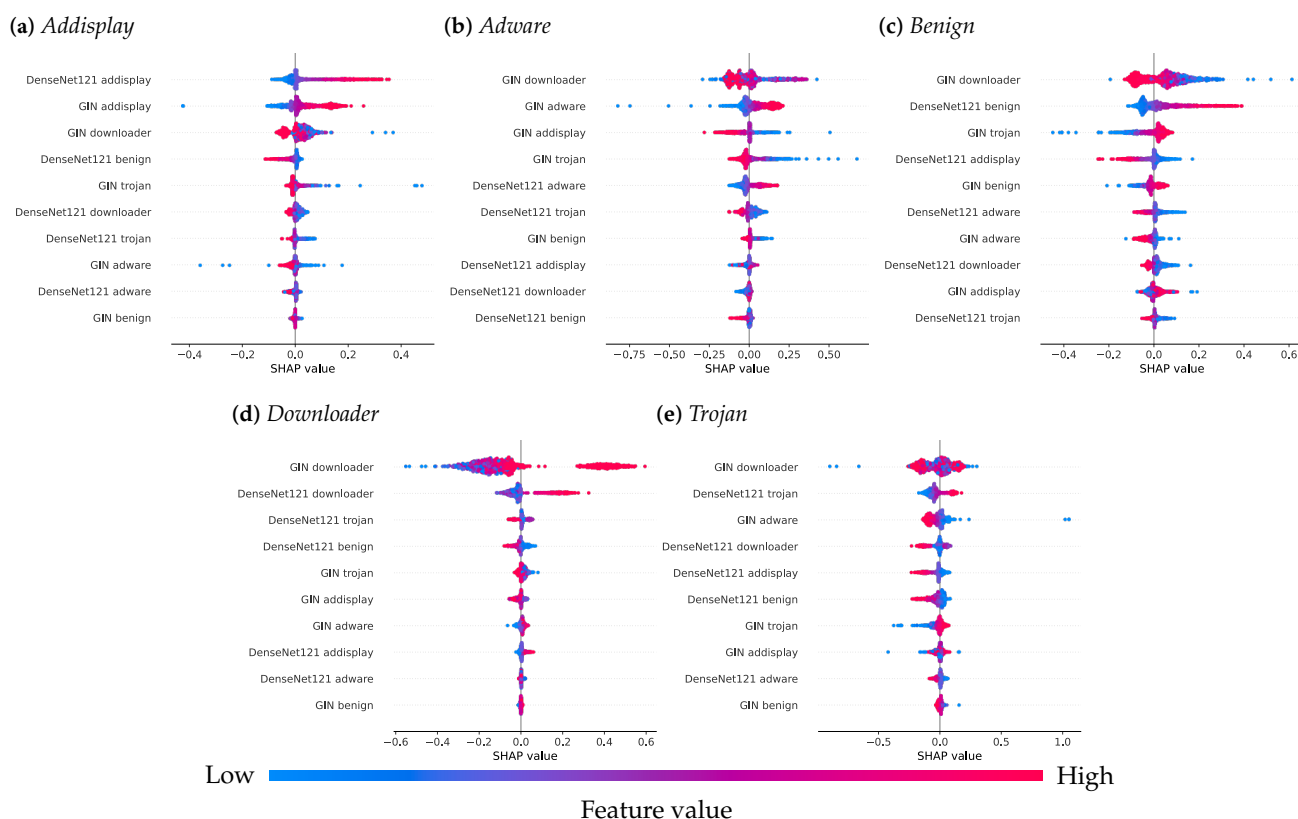 (a) Addisplay
DenseNet121 addisplay
GIN addisplay
GIN downloader
DenseNet121 benign
GIN trojan
DenseNet121 downloader
DenseNet121 trojan
GIN adware
DenseNet121 adware
GIN benign
−0.4 −0.2 0.0 0.2 0.4
SHAP value
(b) Adware
GIN downloader
GIN adware
GIN addisplay
GIN trojan
DenseNet121 adware
DenseNet121 trojan
GIN benign
DenseNet121 addisplay
DenseNet121 downloader
DenseNet121 benign
−0.75 −0.50 −0.25 0.00 0.25 0.50
SHAP value
(c) Benign
GIN downloader
DenseNet121 benign
GIN trojan
DenseNet121 addisplay
GIN benign
DenseNet121 adware
GIN adware
DenseNet121 downloader
GIN addisplay
DenseNet121 trojan
−0.4 −0.2 0.0 0.2 0.4 0.6
SHAP value
(d) Downloader
GIN downloader
DenseNet121 downloader
DenseNet121 trojan
DenseNet121 benign
GIN trojan
GIN addisplay
GIN adware
DenseNet121 addisplay
DenseNet121 adware
GIN benign
−0.6 −0.4 −0.2 0.0 0.2 0.4 0.6
SHAP value
(e) Trojan
GIN downloader
DenseNet121 trojan
GIN adware
DenseNet121 downloader
DenseNet121 addisplay
DenseNet121 benign
GIN trojan
GIN addisplay
DenseNet121 adware
GIN benign
−0.5 0.0 0.5 1.0
SHAP value
Low High
Feature value